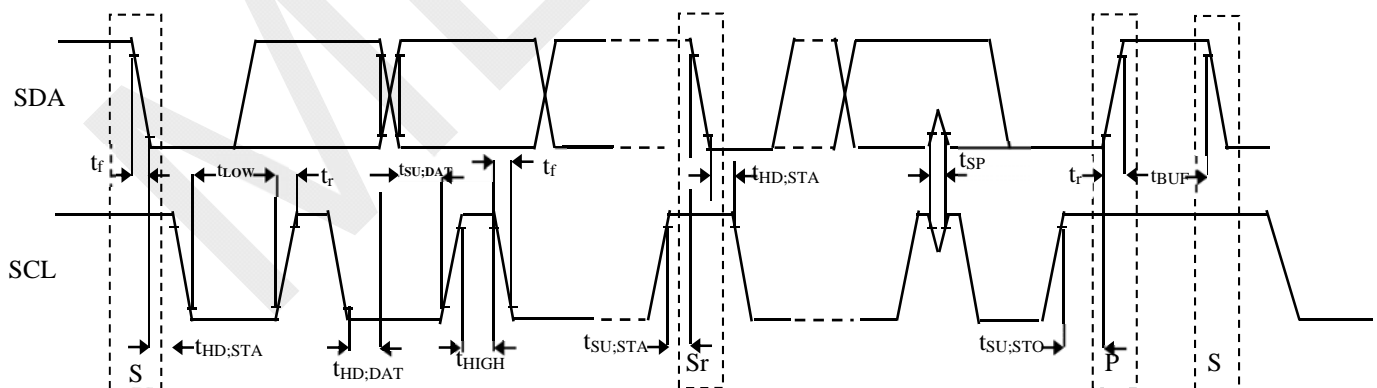 SDA
tf
tLOW
tr
tSU;DAT
tf
tHD;STA
tSP
tr
tBUF
SCL
tHD;STA
tHD;DAT
tHIGH
tSU;STA
tSU;STO
S
Sr
P
S